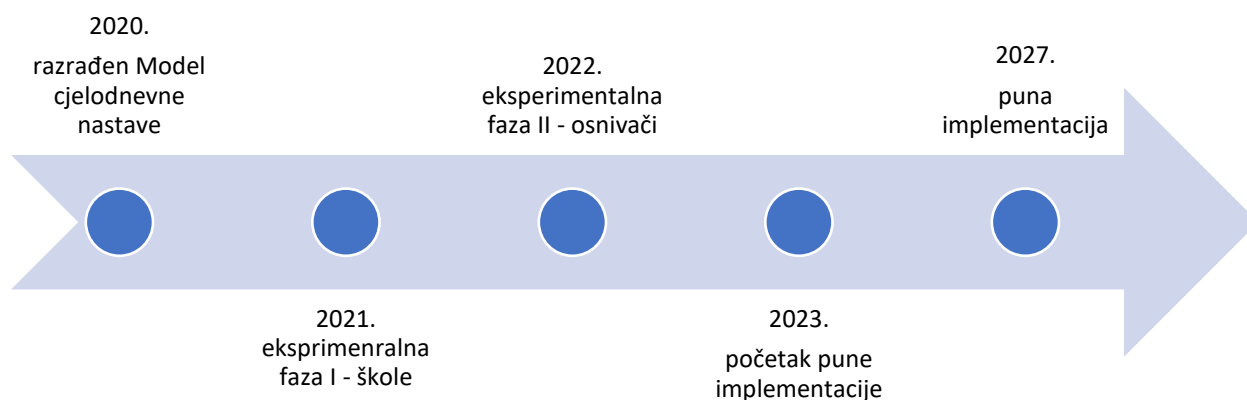 2020.
razrađen Model
cjelodnevne
nastave
2021.
eksprimenralna
faza I - škole
2022.
eksperimentalna
faza II - osnivači
2023.
početak pune
implementacije
2027.
puna
implementacija